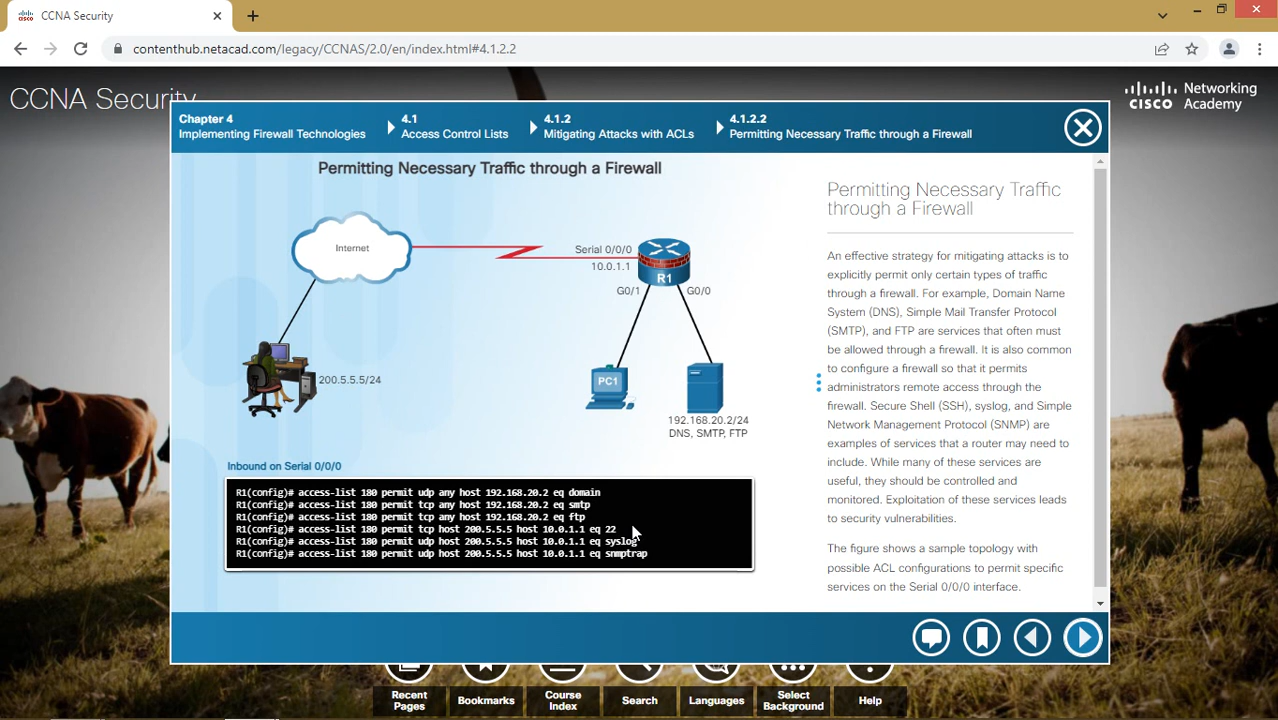 CCNA Security
contenthub.netacad.com/legacy/CCNAS/2.0/en/index.html#4.1.2.2
CCNA Security
Networking
CISCO Academy
Chapter 4
Implementing Firewall Technologies
4.1
Access Control Lists
4.1.2
Mitigating Attacks with ACLs
4.1.2.2
Permitting Necessary Traffic through a Firewall
Permitting Necessary Traffic through a Firewall
Internet
Serial 0/0/0
10.0.1.1
R1
G0/1
G0/0
200.5.5.5/24
PC1
192.168.20.2/24
DNS, SMTP, FTP
Inbound on Serial 0/0/0
R1(config)# access-list 180 permit udp any host 192.168.20.2 eq domain
R1(config)# access-list 180 permit tcp any host 192.168.20.2 eq smtp
R1(config)# access-list 180 permit tcp any host 192.168.20.2 eq ftp
R1(config)# access-list 180 permit tcp host 200.5.5.5 host 10.0.1.1 eq 22
R1(config)# access-list 180 permit udp host 200.5.5.5 host 10.0.1.1 eq syslog
R1(config)# access-list 180 permit udp host 200.5.5.5 host 10.0.1.1 eq snmptrap
Permitting Necessary Traffic
through a Firewall
An effective strategy for mitigating attacks is to
explicitly permit only certain types of traffic
through a firewall. For example, Domain Name
System (DNS), Simple Mail Transfer Protocol
(SMTP), and FTP are services that often must
be allowed through a firewall. It is also common
to configure a firewall so that it permits
administrators remote access through the
firewall. Secure Shell (SSH), syslog, and Simple
Network Management Protocol (SNMP) are
examples of services that a router may need to
include. While many of these services are
useful, they should be controlled and
monitored. Exploitation of these services leads
to security vulnerabilities.
The figure shows a sample topology with
possible ACL configurations to permit specific
services on the Serial 0/0/0 interface.
Recent
Pages
Bookmarks
Course
Index
Search
Languages
Select
Background
Help